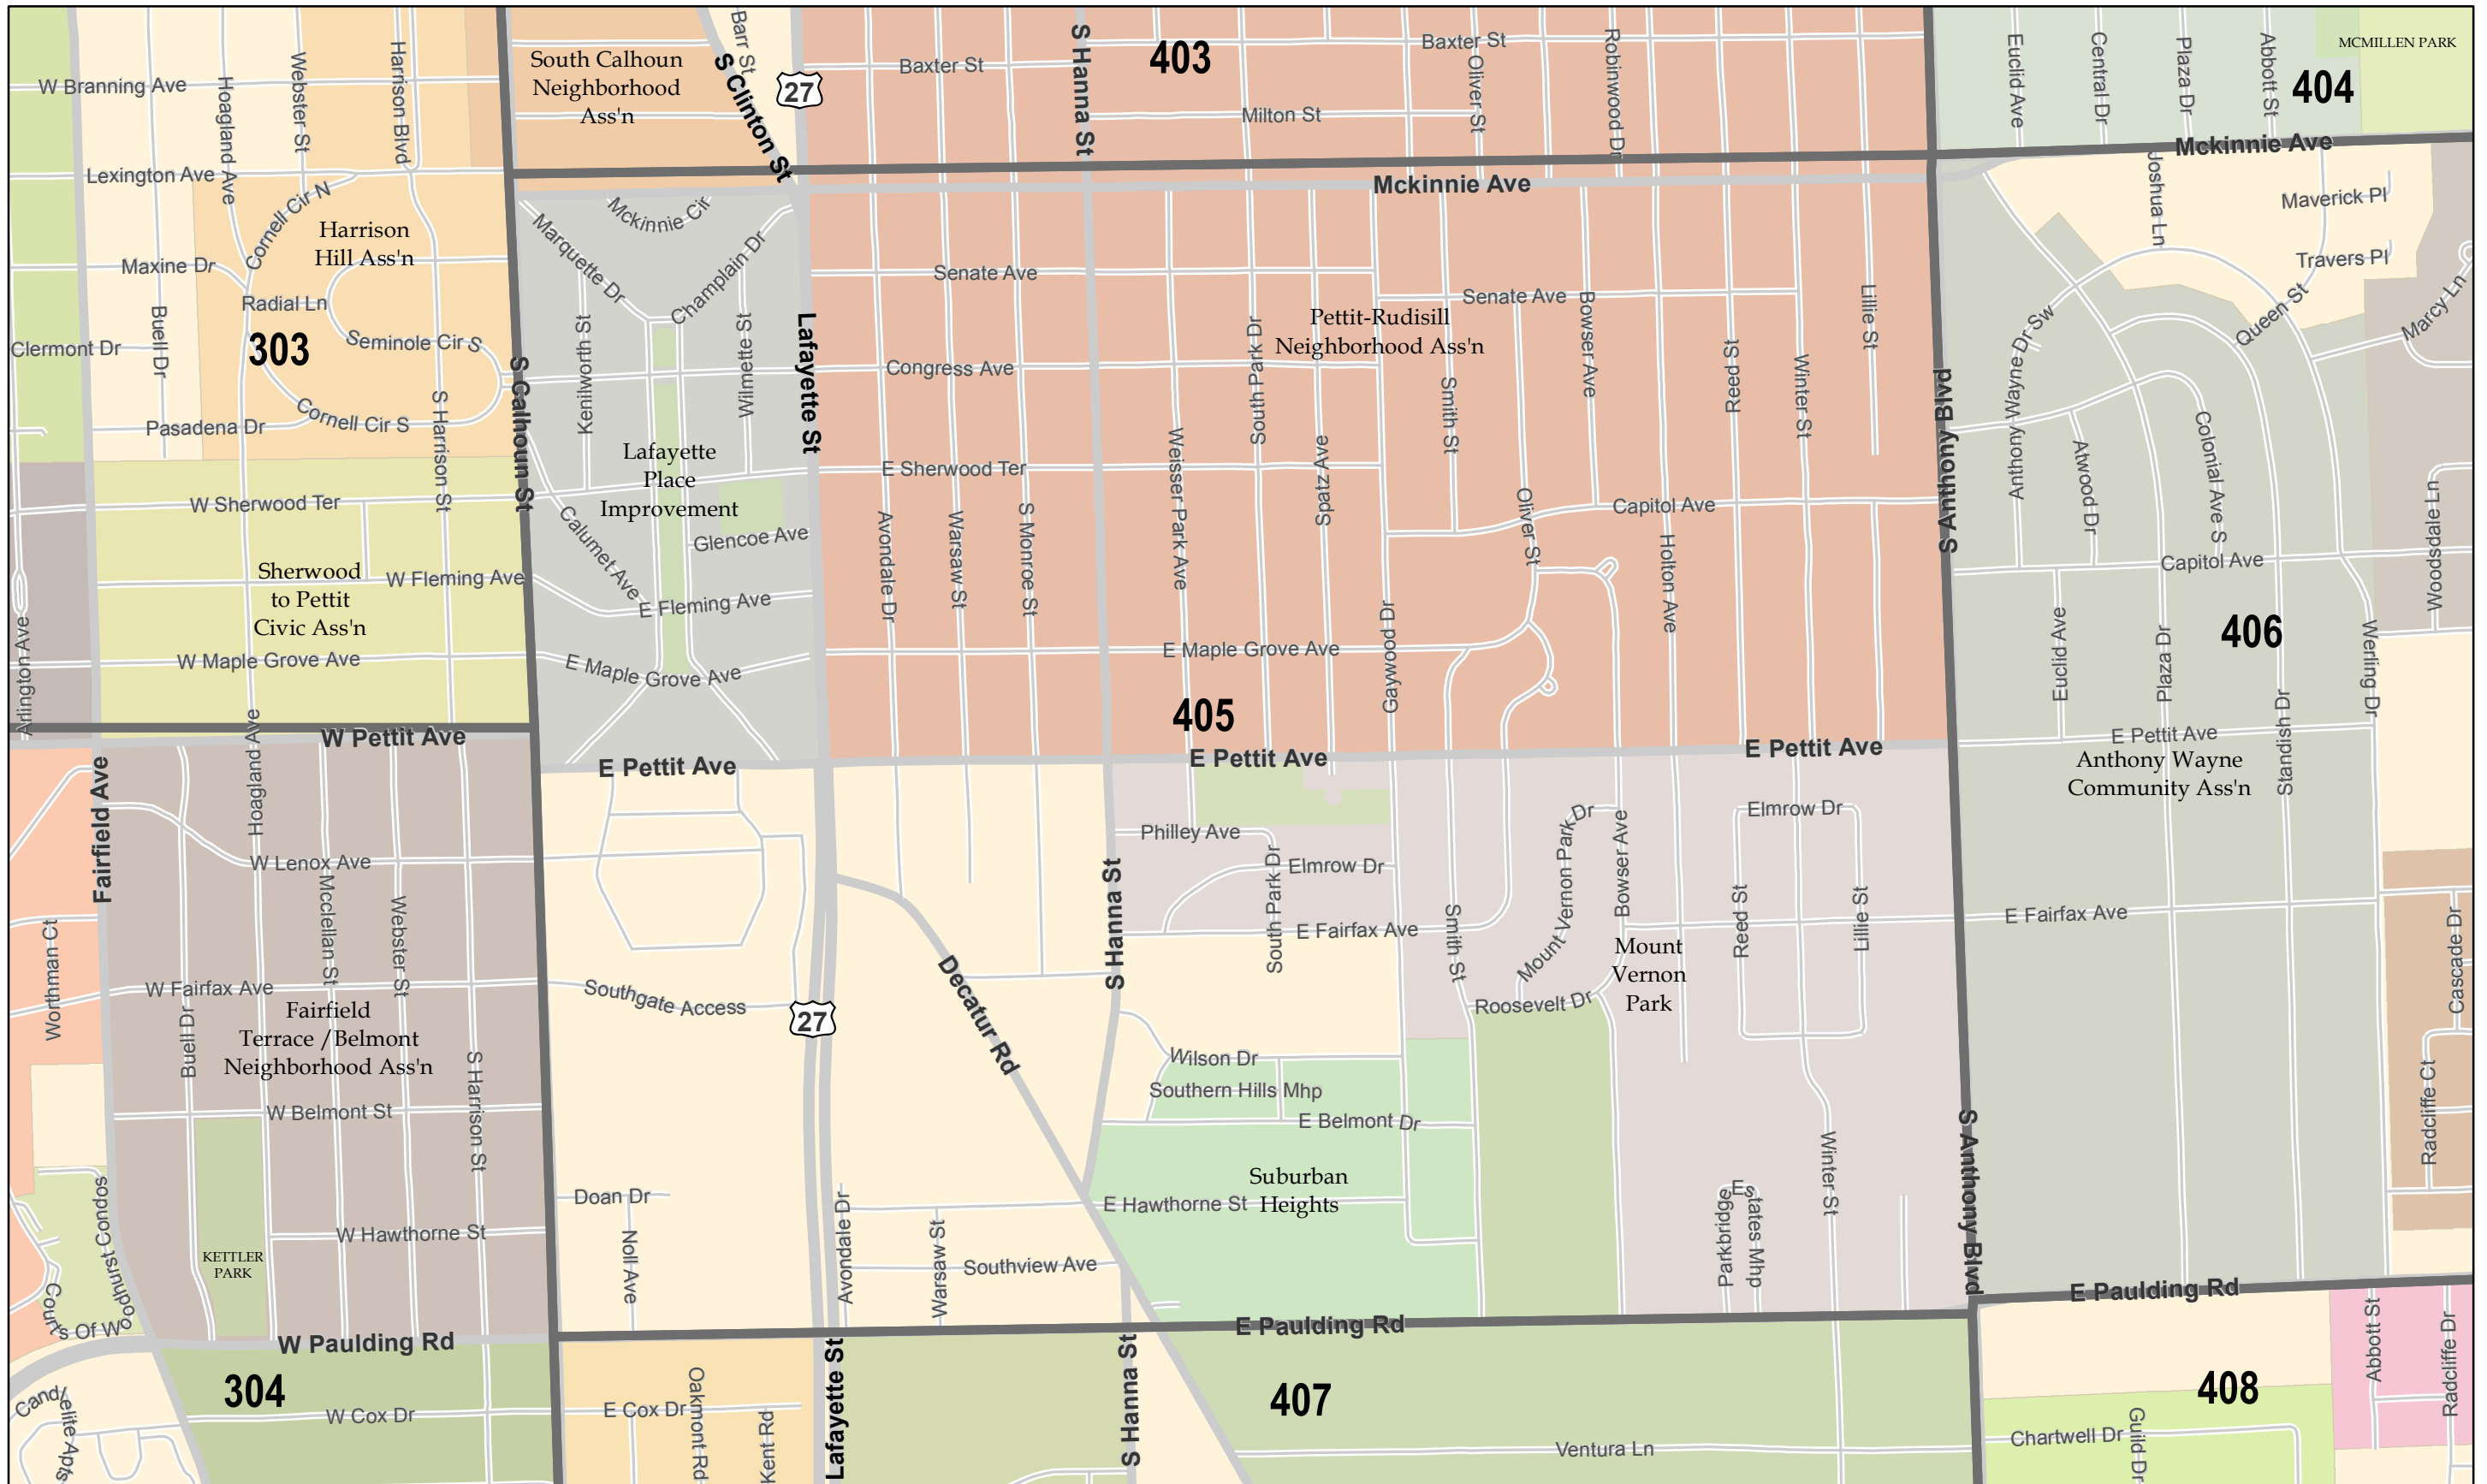 403
404
303
405
406
304
407
408
South Calhoun
Neighborhood
Ass'n
Harrison
Hill Ass'n
Pettit-Rudisill
Neighborhood Ass'n
Lafayette
Place
Improvement
Sherwood
to Pettit
Civic Ass'n
Anthony Wayne
Community Ass'n
Fairfield
Terrace /Belmont
Neighborhood Ass'n
Mount
Vernon
Park
Suburban
Heights
MCMILLEN PARK
KETTLER
PARK
27
27
W Branning Ave
Hoagland Ave
Webster St
Harrison Blvd
Barr St
S Clinton St
Baxter St
S Hanna St
Baxter St
Milton St
Oliver St
Robinwood Dr
Euclid Ave
Central Dr
Plaza Dr
Abbott St
Mckinnie Ave
Lexington Ave
Cornell Cir N
Mckinnie Cir
Mckinnie Ave
Joshua Ln
Maverick Pl
Travers Pl
Maxine Dr
Marquette Dr
Champlain Dr
Senate Ave
Senate Ave
Bowser Ave
Lillie St
Radial Ln
Buell Dr
Seminole Cir S
Clermont Dr
Kenilworth St
Wilmette St
Lafayette St
Congress Ave
South Park Dr
Smith St
Reed St
Winter St
Anthony Wayne Dr Sw
Queen St
Marcy Ln
Pasadena Dr
Cornell Cir S
S Harrison St
S Calhoun St
Weisser Park Ave
Spatz Ave
S Anthony Blvd
Atwood Dr
Colonial Ave S
E Sherwood Ter
W Sherwood Ter
Calumet Ave
Glencoe Ave
Avondale Dr
Warsaw St
S Monroe St
Oliver St
Capitol Ave
Holton Ave
Capitol Ave
Woodsdale Ln
W Fleming Ave
E Fleming Ave
Gaywood Dr
Euclid Ave
Plaza Dr
Werling Dr
Arlington Ave
W Maple Grove Ave
E Maple Grove Ave
E Maple Grove Ave
Standish Dr
W Pettit Ave
E Pettit Ave
E Pettit Ave
E Pettit Ave
E Pettit Ave
Fairfield Ave
Hoagland Ave
W Lenox Ave
Philley Ave
Elmrow Dr
South Park Dr
Mount Vernon Park Dr
Bowser Ave
Elmrow Dr
Mcclellan St
Webster St
S Hanna St
E Fairfax Ave
Smith St
Reed St
Lillie St
E Fairfax Ave
Cascade Dr
Worthman Ct
W Fairfax Ave
Southgate Access
Decatur Rd
Roosevelt Dr
Buell Dr
S Harrison St
Wilson Dr
Southern Hills Mhp
E Belmont Dr
Radcliffe Ct
W Belmont St
Winter St
S Anthony Blvd
Doan Dr
Noll Ave
Avondale Dr
Warsaw St
E Hawthorne St
Parkbridge Estates Mhp
W Hawthorne St
Southview Ave
Courts Of Woodhurst Condos
W Paulding Rd
E Paulding Rd
E Paulding Rd
Abbott St
Radcliffe Dr
Candlelite Apts
W Cox Dr
E Cox Dr
Oakmont Rd
Kent Rd
Lafayette St
S Hanna St
Ventura Ln
Chartwell Dr
Guild Dr